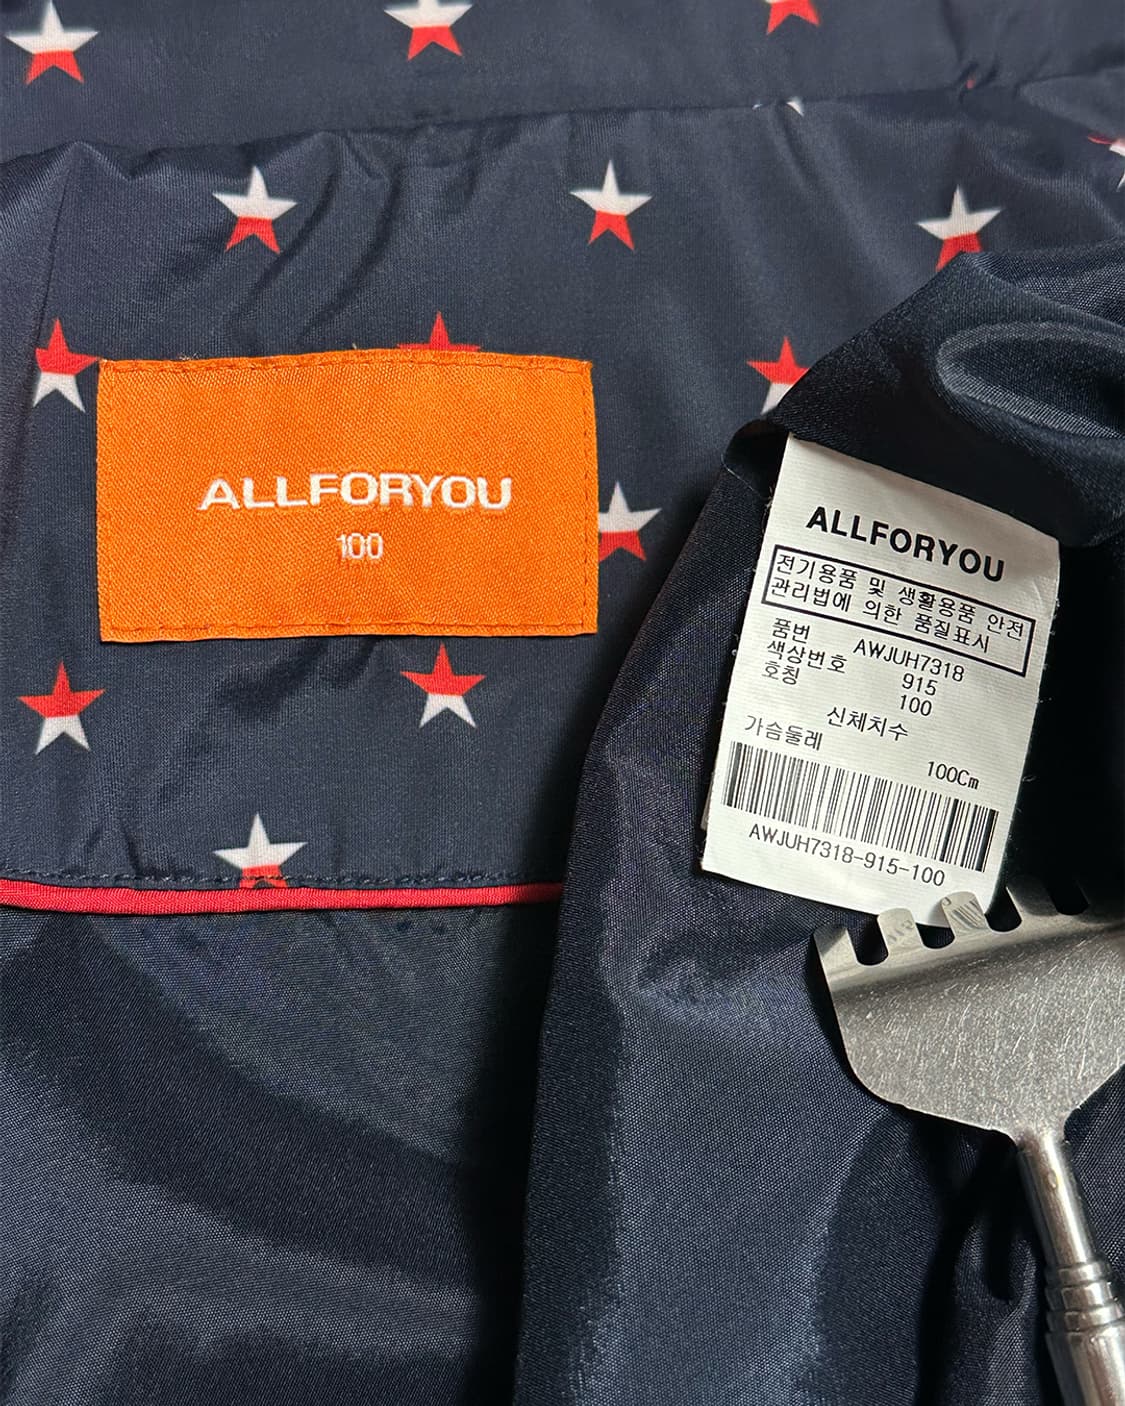 ALLFORYOU
100
ALLFORYOU
전기용품 및 생활용품 안전
관리법에 의한 품질표시
품번 AWJUH7318
색상번호 915
호칭 100
신체치수
가슴둘레 100Cm
AWJUH7318-915-100